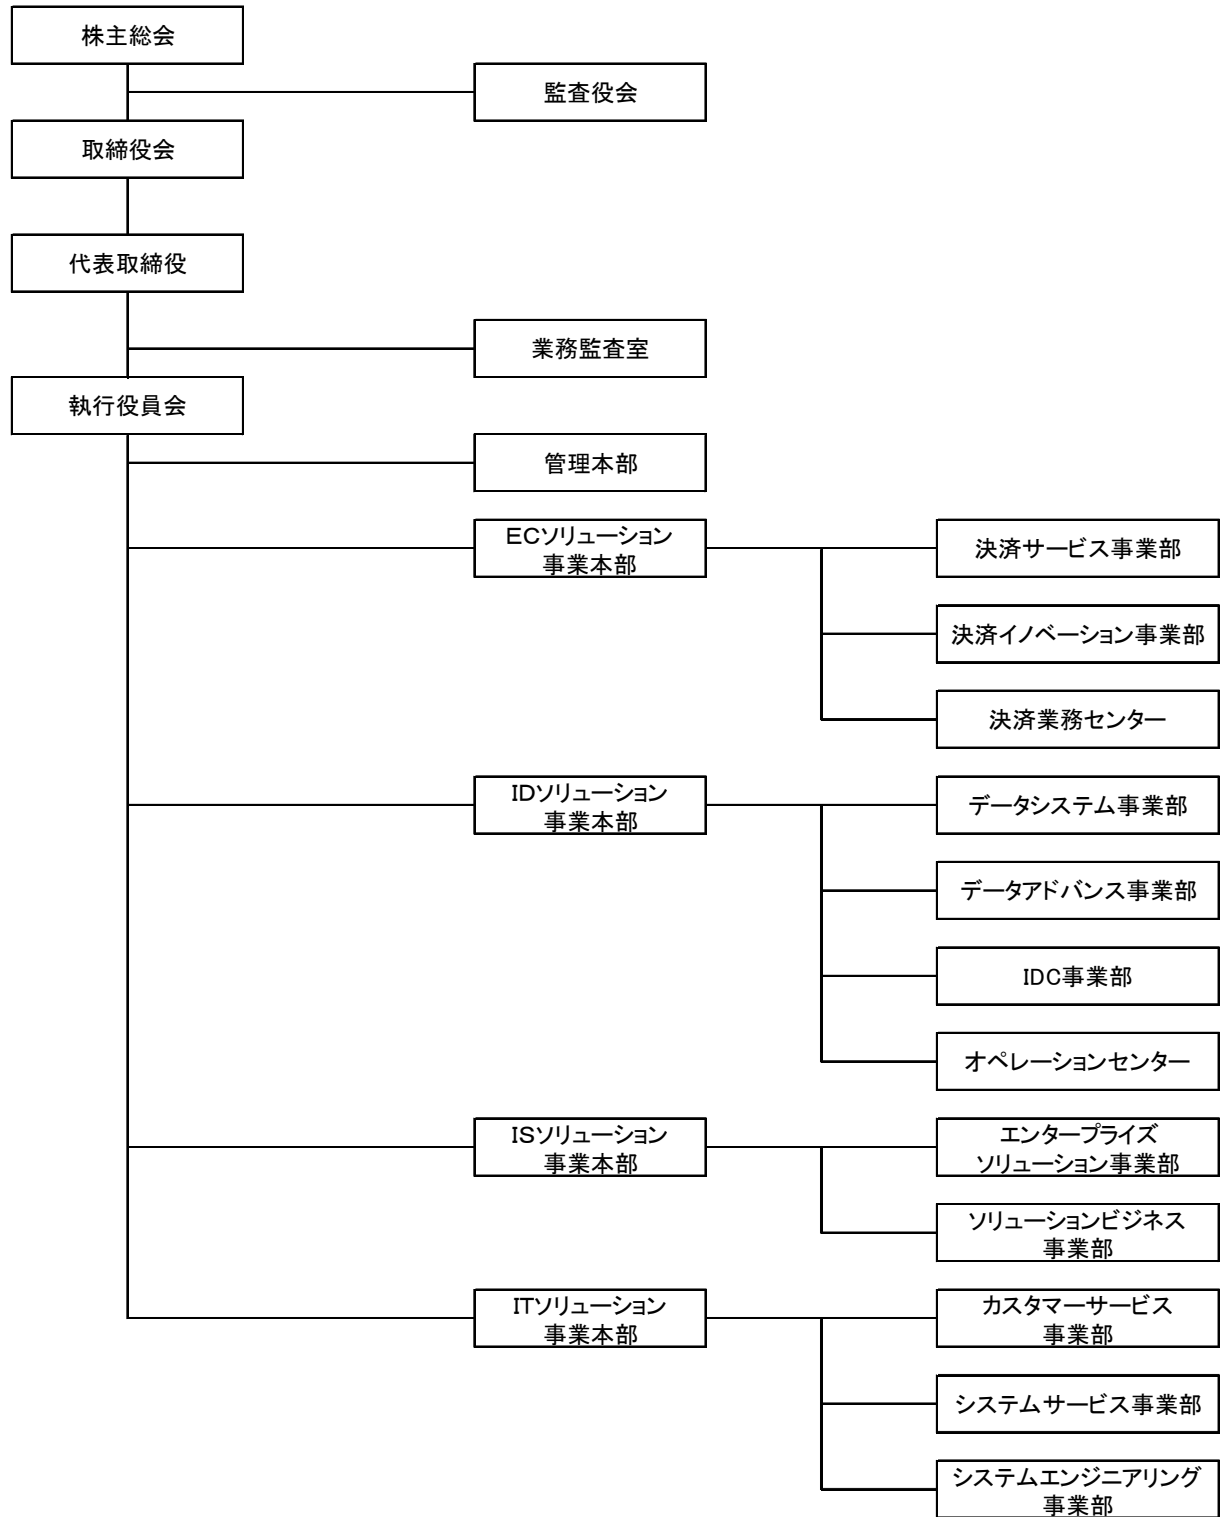 株主総会
監査役会
取締役会
代表取締役
業務監査室
執行役員会
管理本部
ECソリューション
事業本部
決済サービス事業部
決済イノベーション事業部
決済業務センター
IDソリューション
事業本部
データシステム事業部
データアドバンス事業部
IDC事業部
オペレーションセンター
ISソリューション
事業本部
エンタープライズ
ソリューション事業部
ソリューションビジネス
事業部
ITソリューション
事業本部
カスタマーサービス
事業部
システムサービス事業部
システムエンジニアリング
事業部